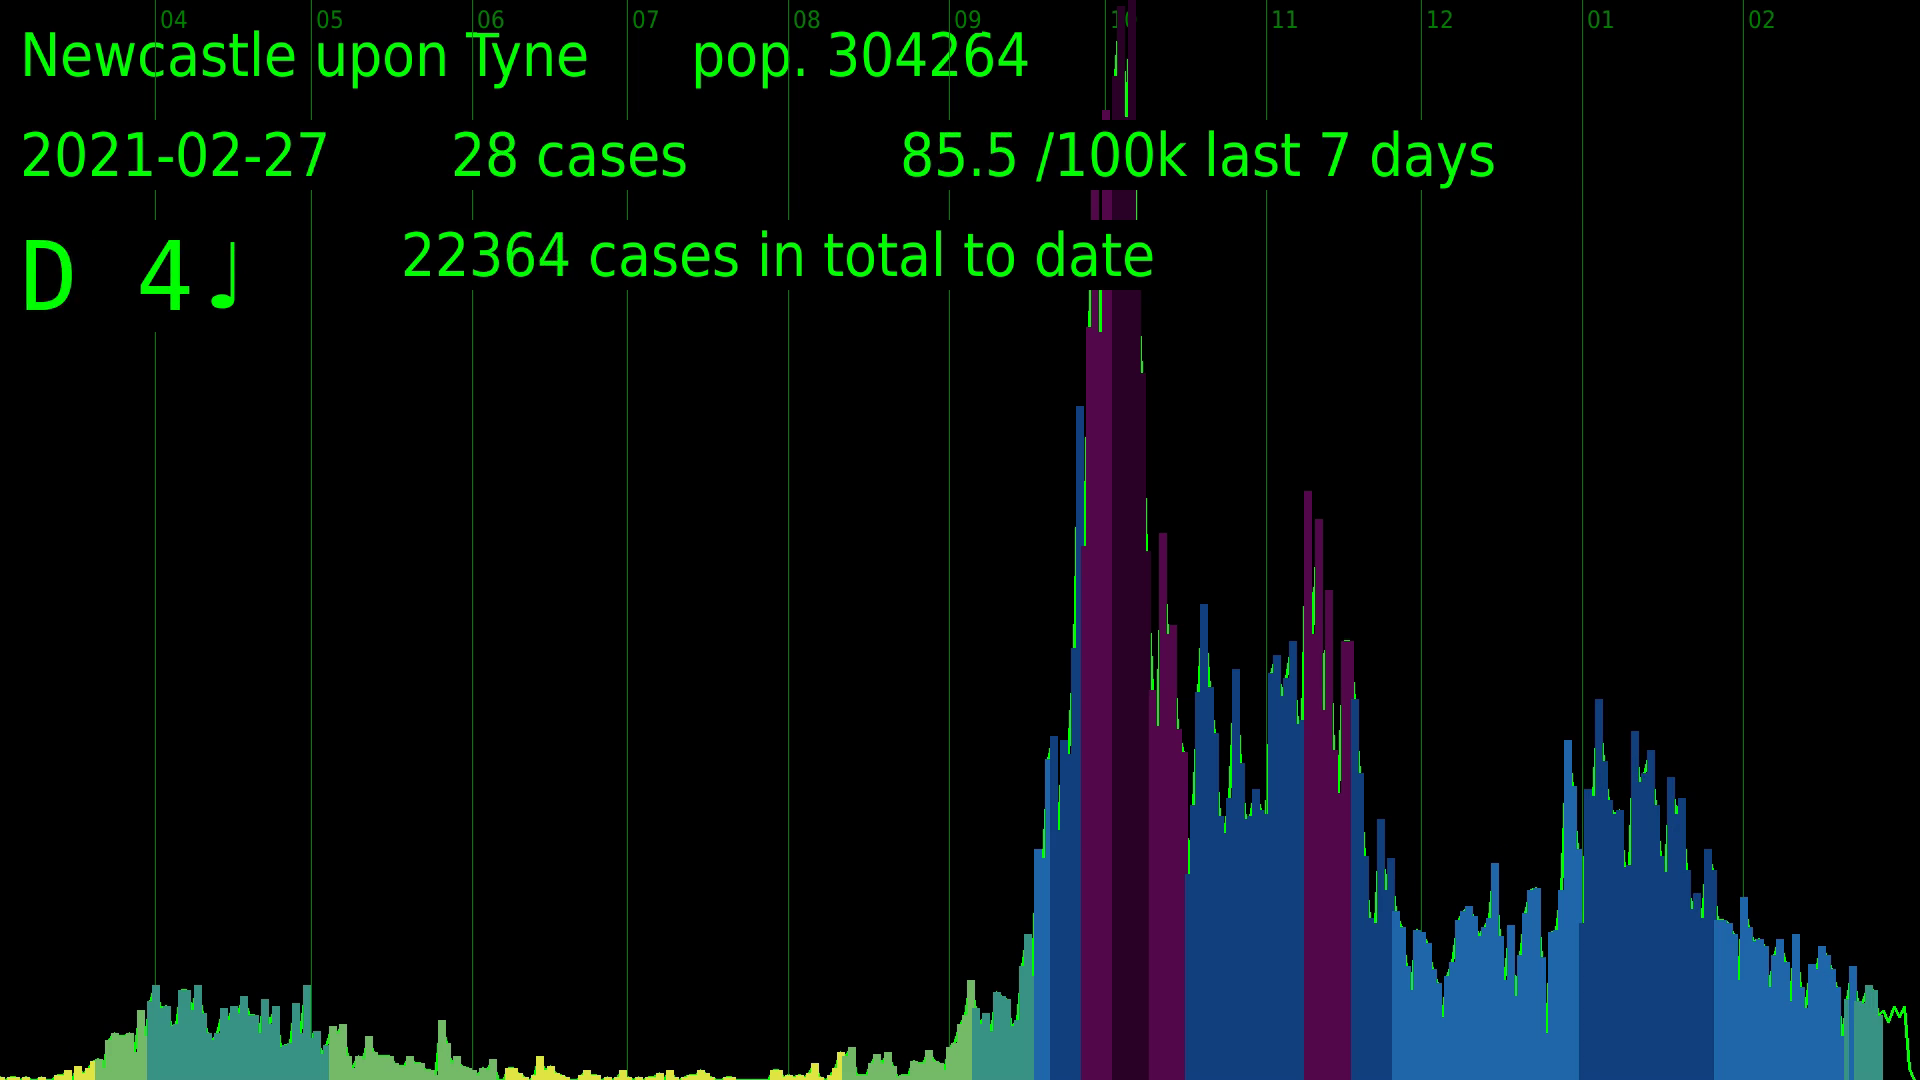 04 05 06 07 08 09 10 11 12 01 02
Newcastle upon Tyne pop. 304264
2021-02-27 28 cases 85.5 /100k last 7 days
D 4♩ 22364 cases in total to date